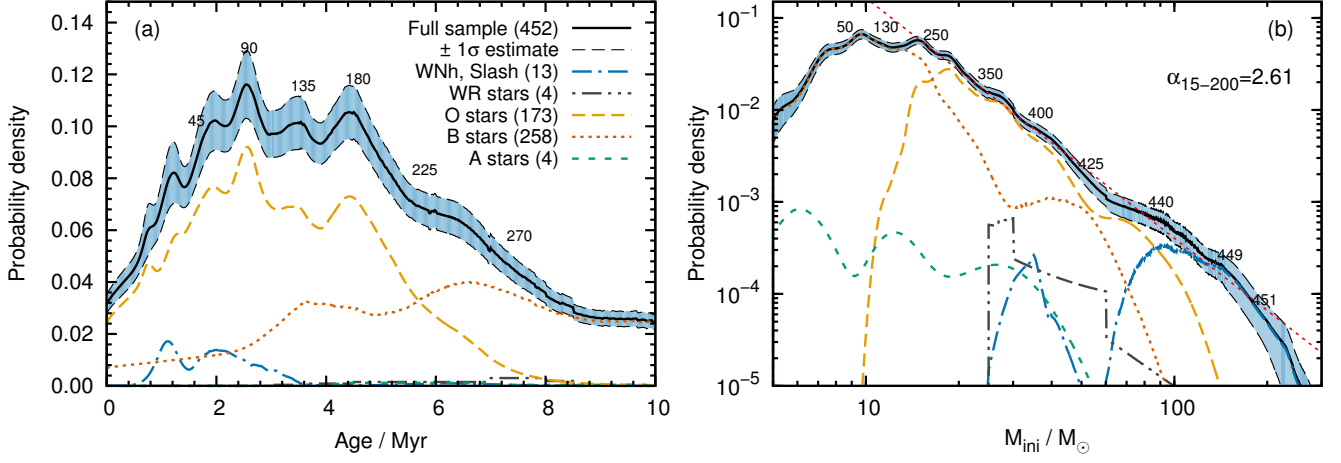 (a)
Full sample (452)
± 1σ estimate
WNh, Slash (13)
WR stars (4)
O stars (173)
B stars (258)
A stars (4)
45
90
135
180
225
270
0.00
0.02
0.04
0.06
0.08
0.10
0.12
0.14
Probability density
0
2
4
6
8
10
Age / Myr
(b)
α15−200=2.61
50
130
250
350
400
425
440
449
451
10−1
10−2
10−3
10−4
10−5
Probability density
10
100
Mini / M⊙